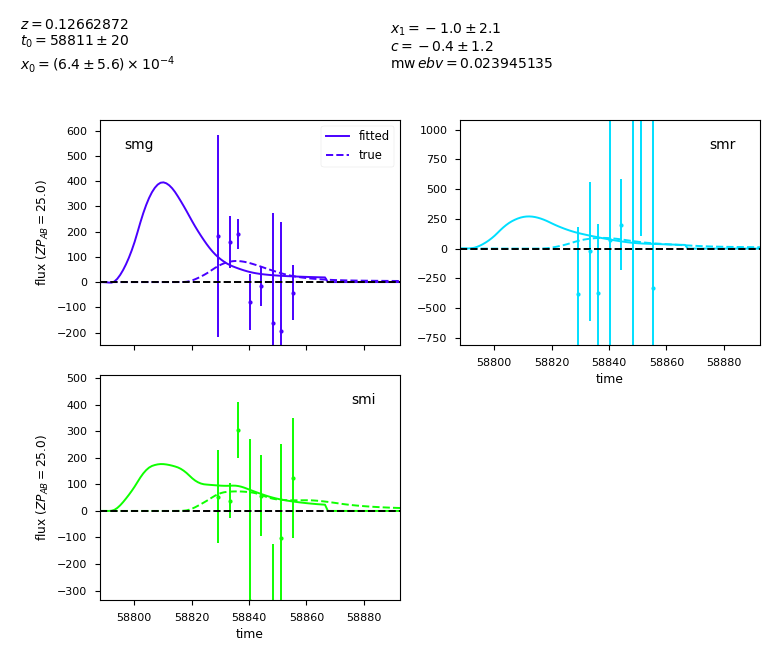 z = 0.12662872
t₀ = 58811 ± 20
x₀ = (6.4 ± 5.6) × 10⁻⁴
x₁ = −1.0 ± 2.1
c = −0.4 ± 1.2
mw ebv = 0.023945135
smg
fitted
true
600
500
400
300
200
100
0
−100
−200
flux (ZP_AB = 25.0)
smr
1000
750
500
250
0
−250
−500
−750
58800 58820 58840 58860 58880
time
smi
500
400
300
200
100
0
−100
−200
−300
flux (ZP_AB = 25.0)
58800 58820 58840 58860 58880
time